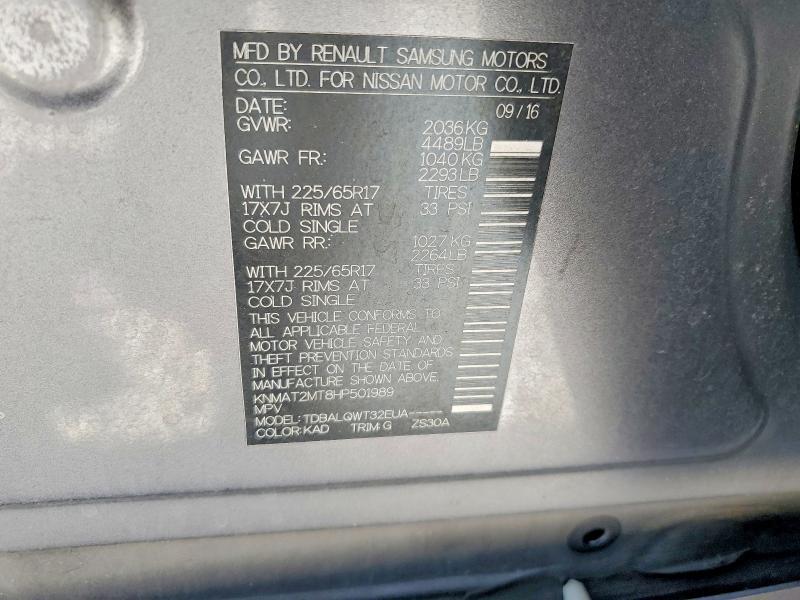 MFD BY RENAULT SAMSUNG MOTORS
CO., LTD. FOR NISSAN MOTOR CO., LTD.
DATE: 09/16
GVWR: 2036KG
4489LB
GAWR FR: 1040KG
2293LB
WITH 225/65R17 TIRES
17X7J RIMS AT 33 PSI
COLD SINGLE
GAWR RR: 1027KG
2264LB
WITH 225/65R17 TIRES
17X7J RIMS AT 33 PSI
COLD SINGLE
THIS VEHICLE CONFORMS TO
ALL APPLICABLE FEDERAL
MOTOR VEHICLE SAFETY AND
THEFT PREVENTION STANDARDS
IN EFFECT ON THE DATE OF
MANUFACTURE SHOWN ABOVE.
KNMAT2MT8HP501989
MPV
MODEL: TDBALQWT32EUA-----
COLOR: KAD TRIM: G ZS30A